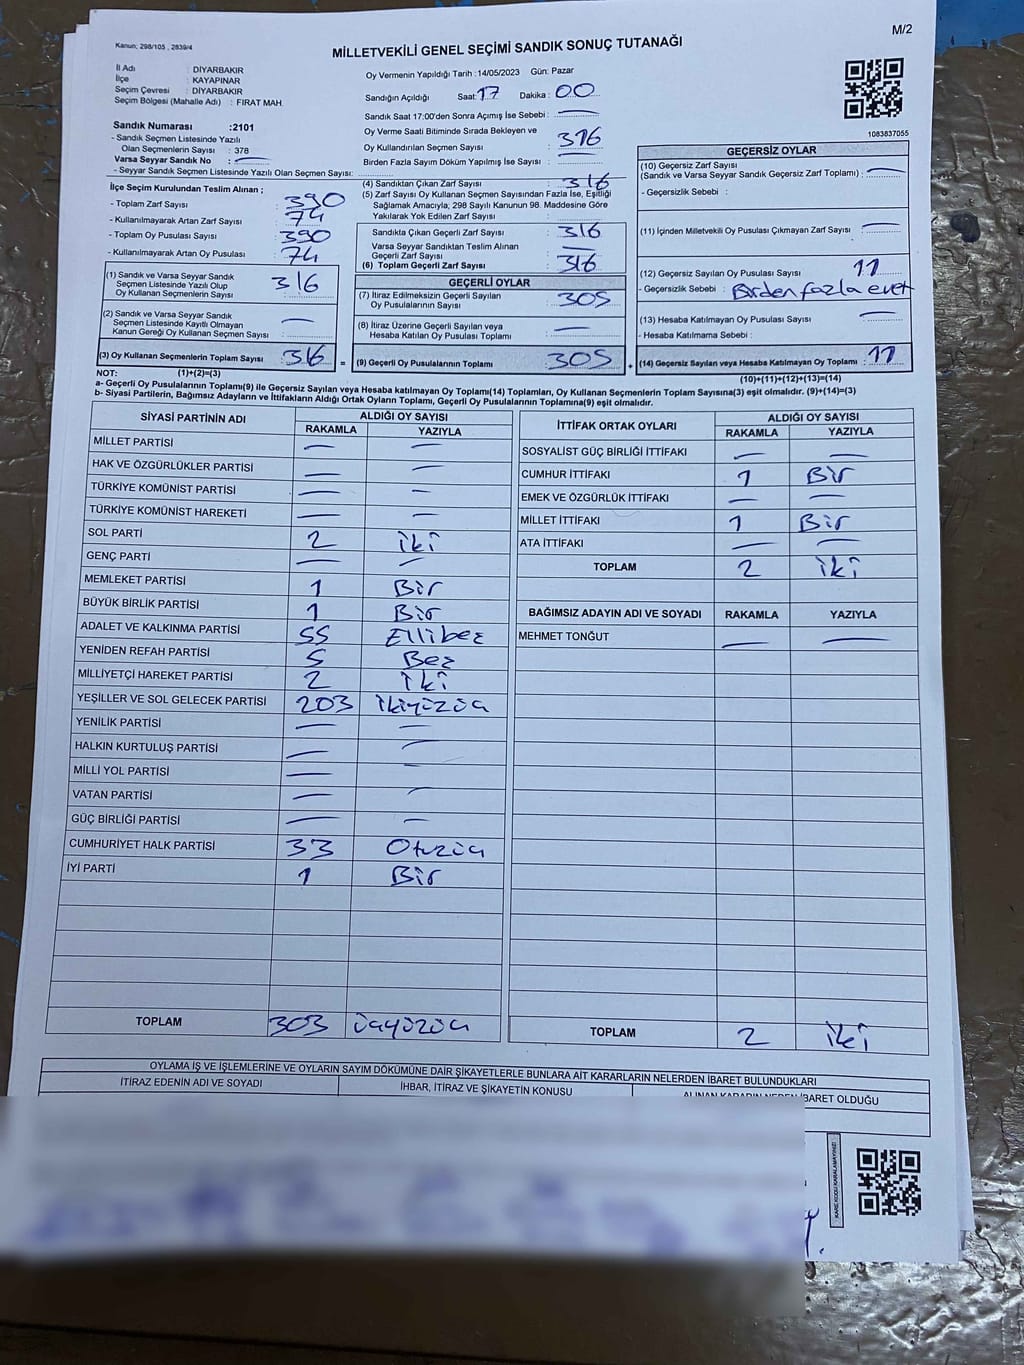 M/2
Kanun; 298/105 , 2839/4
MİLLETVEKİLİ GENEL SEÇİMİ SANDIK SONUÇ TUTANAĞI
İl Adı : DİYARBAKIR
İlçe : KAYAPINAR
Seçim Çevresi : DİYARBAKIR
Seçim Bölgesi (Mahalle Adı) : FIRAT MAH.
Sandık Numarası :2101
- Sandık Seçmen Listesinde Yazılı
Olan Seçmenlerin Sayısı : 378
Varsa Seyyar Sandık No : —
- Seyyar Sandık Seçmen Listesinde Yazılı Olan Seçmen Sayısı:
İlçe Seçim Kurulundan Teslim Alınan ;
- Toplam Zarf Sayısı : 390
- Kullanılmayarak Artan Zarf Sayısı : 74
- Toplam Oy Pusulası Sayısı : 390
- Kullanılmayarak Artan Oy Pusulası : 74
(1) Sandık ve Varsa Seyyar Sandık
Seçmen Listesinde Yazılı Olup
Oy Kullanan Seçmenlerin Sayısı : 316
(2) Sandık ve Varsa Seyyar Sandık
Seçmen Listesinde Kayıtlı Olmayan
Kanun Gereği Oy Kullanan Seçmen Sayısı : —
(3) Oy Kullanan Seçmenlerin Toplam Sayısı : 316
Oy Vermenin Yapıldığı Tarih :14/05/2023 Gün: Pazar
Sandığın Açıldığı Saat: 17 Dakika : 00
Sandık Saat 17:00'den Sonra Açımış İse Sebebi : —
Oy Verme Saati Bitiminde Sırada Bekleyen ve
Oy Kullandırılan Seçmen Sayısı : 316
Birden Fazla Sayım Döküm Yapılmış İse Sayısı : —
(4) Sandıktan Çıkan Zarf Sayısı : 316
(5) Zarf Sayısı Oy Kullanan Seçmen Sayısından Fazla İse, Eşitliği
Sağlamak Amacıyla, 298 Sayılı Kanunun 98. Maddesine Göre
Yakılarak Yok Edilen Zarf Sayısı :
Sandıkta Çıkan Geçerli Zarf Sayısı : 316
Varsa Seyyar Sandıktan Teslim Alınan
Geçerli Zarf Sayısı : —
(6) Toplam Geçerli Zarf Sayısı : 316
GEÇERLİ OYLAR
(7) İtiraz Edilmeksizin Geçerli Sayılan
Oy Pusulalarının Sayısı : 305
(8) İtiraz Üzerine Geçerli Sayılan veya
Hesaba Katılan Oy Pusulası Toplamı : —
= (9) Geçerli Oy Pusulalarının Toplamı : 305
1083837055
GEÇERSİZ OYLAR
(10) Geçersiz Zarf Sayısı
(Sandık ve Varsa Seyyar Sandık Geçersiz Zarf Toplamı) : —
- Geçersizlik Sebebi :
(11) İçinden Milletvekili Oy Pusulası Çıkmayan Zarf Sayısı : —
(12) Geçersiz Sayılan Oy Pusulası Sayısı : 11
- Geçersizlik Sebebi : Birden fazla evet
(13) Hesaba Katılmayan Oy Pusulası Sayısı : —
- Hesaba Katılmama Sebebi :
+ (14) Geçersiz Sayılan veya Hesaba Katılmayan Oy Toplamı : 11
NOT: (1)+(2)=(3) (10)+(11)+(12)+(13)=(14)
a- Geçerli Oy Pusulalarının Toplamı(9) ile Geçersiz Sayılan veya Hesaba katılmayan Oy Toplamı(14) Toplamları, Oy Kullanan Seçmenlerin Toplam Sayısına(3) eşit olmalıdır. (9)+(14)=(3)
b- Siyasi Partilerin, Bağımsız Adayların ve İttifakların Aldığı Ortak Oyların Toplamı, Geçerli Oy Pusulalarının Toplamına(9) eşit olmalıdır.
SİYASİ PARTİNİN ADI ALDIĞI OY SAYISI
RAKAMLA YAZIYLA
MİLLET PARTİSİ — —
HAK VE ÖZGÜRLÜKLER PARTİSİ — —
TÜRKİYE KOMÜNİST PARTİSİ — —
TÜRKİYE KOMÜNİST HAREKETİ — —
SOL PARTİ 2 iki
GENÇ PARTİ — —
MEMLEKET PARTİSİ 1 Bir
BÜYÜK BİRLİK PARTİSİ 1 Bir
ADALET VE KALKINMA PARTİSİ 55 Ellibeş
YENİDEN REFAH PARTİSİ 5 Beş
MİLLİYETÇİ HAREKET PARTİSİ 2 iki
YEŞİLLER VE SOL GELECEK PARTİSİ 203 ikiyüzüç
YENİLİK PARTİSİ — —
HALKIN KURTULUŞ PARTİSİ — —
MİLLİ YOL PARTİSİ —
VATAN PARTİSİ — —
GÜÇ BİRLİĞİ PARTİSİ — —
CUMHURİYET HALK PARTİSİ 33 Otuzüç
İYİ PARTİ 1 Bir
TOPLAM 303 üçyüzüç
İTTİFAK ORTAK OYLARI ALDIĞI OY SAYISI
RAKAMLA YAZIYLA
SOSYALİST GÜÇ BİRLİĞİ İTTİFAKI — —
CUMHUR İTTİFAKI 1 Bir
EMEK VE ÖZGÜRLÜK İTTİFAKI — —
MİLLET İTTİFAKI 1 Bir
ATA İTTİFAKI — —
TOPLAM 2 iki
BAĞIMSIZ ADAYIN ADI VE SOYADI RAKAMLA YAZIYLA
MEHMET TONĞUT — —
TOPLAM 2 iki
OYLAMA İŞ VE İŞLEMLERİNE VE OYLARIN SAYIM DÖKÜMÜNE DAİR ŞİKAYETLERLE BUNLARA AİT KARARLARIN NELERDEN İBARET BULUNDUKLARI
İTİRAZ EDENİN ADI VE SOYADI İHBAR, İTİRAZ VE ŞİKAYETİN KONUSU ALINAN KARARIN NEDEN İBARET OLDUĞU
KARE KODU KARALAMAYINIZ!